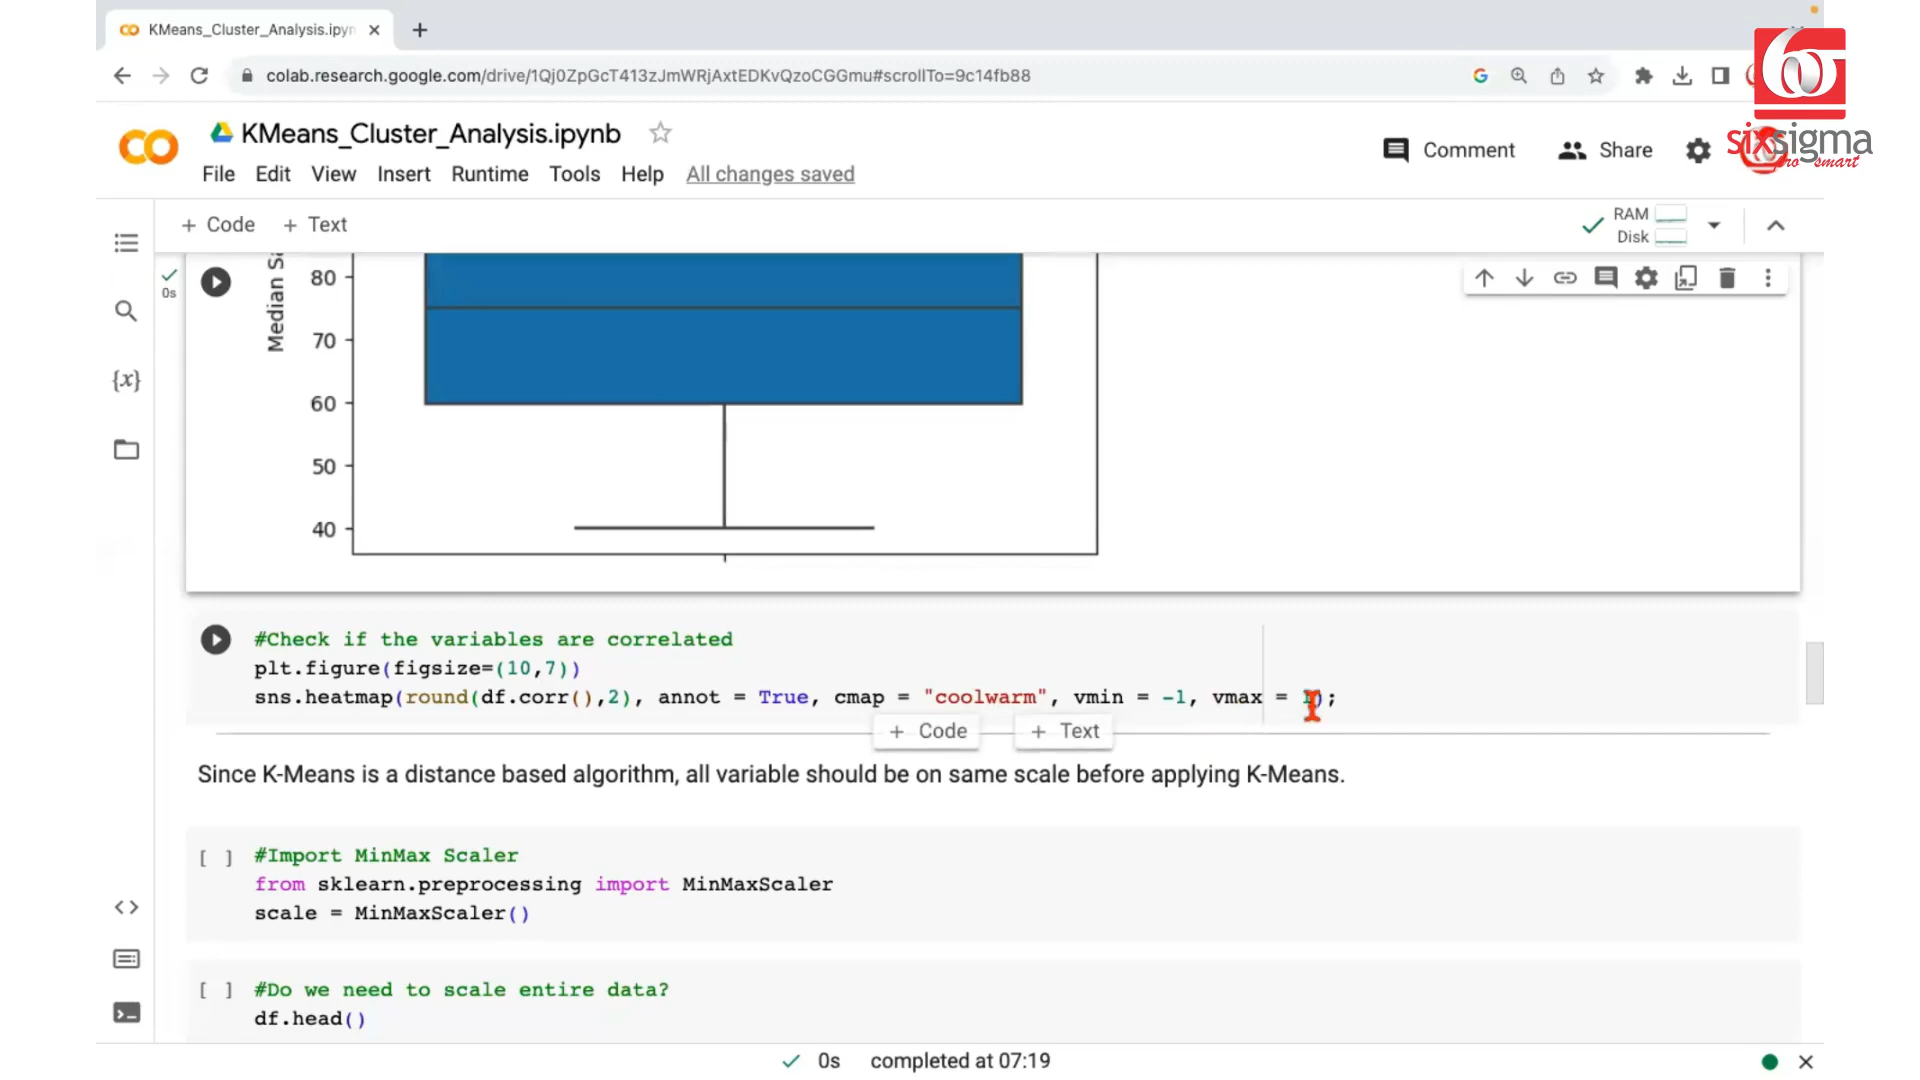 KMeans_Cluster_Analysis.ipyn
colab.research.google.com/drive/1Qj0ZpGcT413zJmWRjAxtEDKvQzoCGGmu#scrollTo=9c14fb88
KMeans_Cluster_Analysis.ipynb
Comment
Share
sixsigma
pro smart
File Edit View Insert Runtime Tools Help All changes saved
+ Code + Text
RAM
Disk
0s
Median Sa
80
70
60
50
40
#Check if the variables are correlated
plt.figure(figsize=(10,7))
sns.heatmap(round(df.corr(),2), annot = True, cmap = "coolwarm", vmin = -1, vmax = 1);
+ Code + Text
Since K-Means is a distance based algorithm, all variable should be on same scale before applying K-Means.
[ ] #Import MinMax Scaler
from sklearn.preprocessing import MinMaxScaler
scale = MinMaxScaler()
[ ] #Do we need to scale entire data?
df.head()
0s completed at 07:19